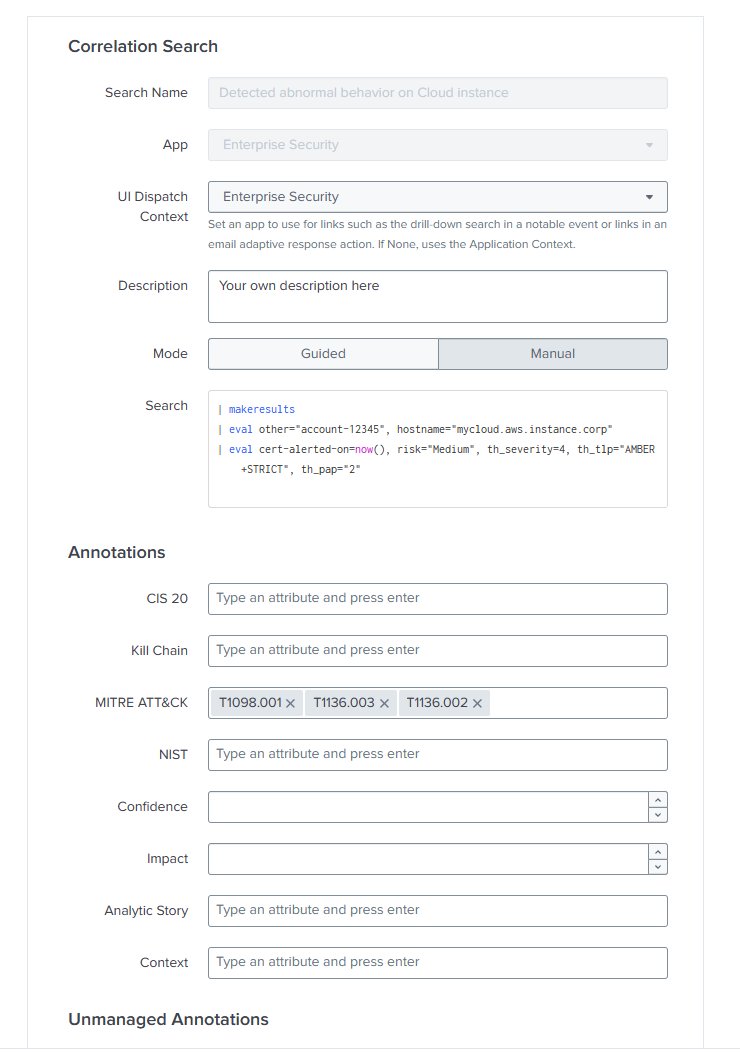 Correlation Search
Search Name
Detected abnormal behavior on Cloud instance
App
Enterprise Security
UI Dispatch
Context
Enterprise Security
Set an app to use for links such as the drill-down search in a notable event or links in an
email adaptive response action. If None, uses the Application Context.
Description
Your own description here
Mode
Guided
Manual
Search
| makeresults
| eval other="account-12345", hostname="mycloud.aws.instance.corp"
| eval cert-alerted-on=now(), risk="Medium", th_severity=4, th_tlp="AMBER
+STRICT", th_pap="2"
Annotations
CIS 20
Type an attribute and press enter
Kill Chain
Type an attribute and press enter
MITRE ATT&CK
T1098.001 × T1136.003 × T1136.002 ×
NIST
Type an attribute and press enter
Confidence
Impact
Analytic Story
Type an attribute and press enter
Context
Type an attribute and press enter
Unmanaged Annotations